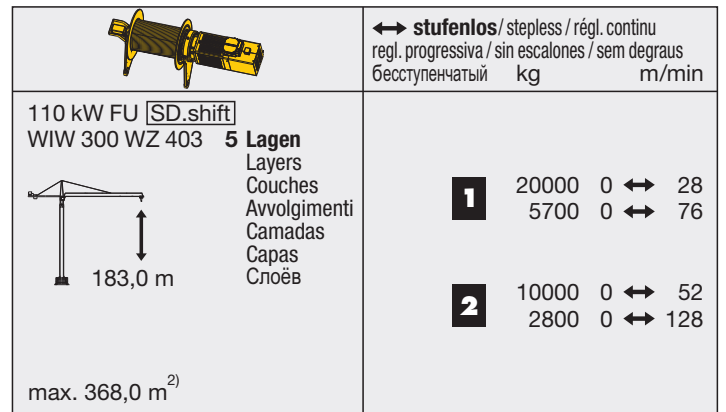 ↔ stufenlos / stepless / régl. continu
regl. progressiva / sin escalones / sem degraus
бесступенчатый kg m/min
110 kW FU SD.shift
WIW 300 WZ 403 5 Lagen
Layers
Couches
Avvolgimenti
Camadas
Capas
Слоëв
183,0 m
max. 368,0 m 2)
1 20000 0 ↔ 28
5700 0 ↔ 76
2 10000 0 ↔ 52
2800 0 ↔ 128